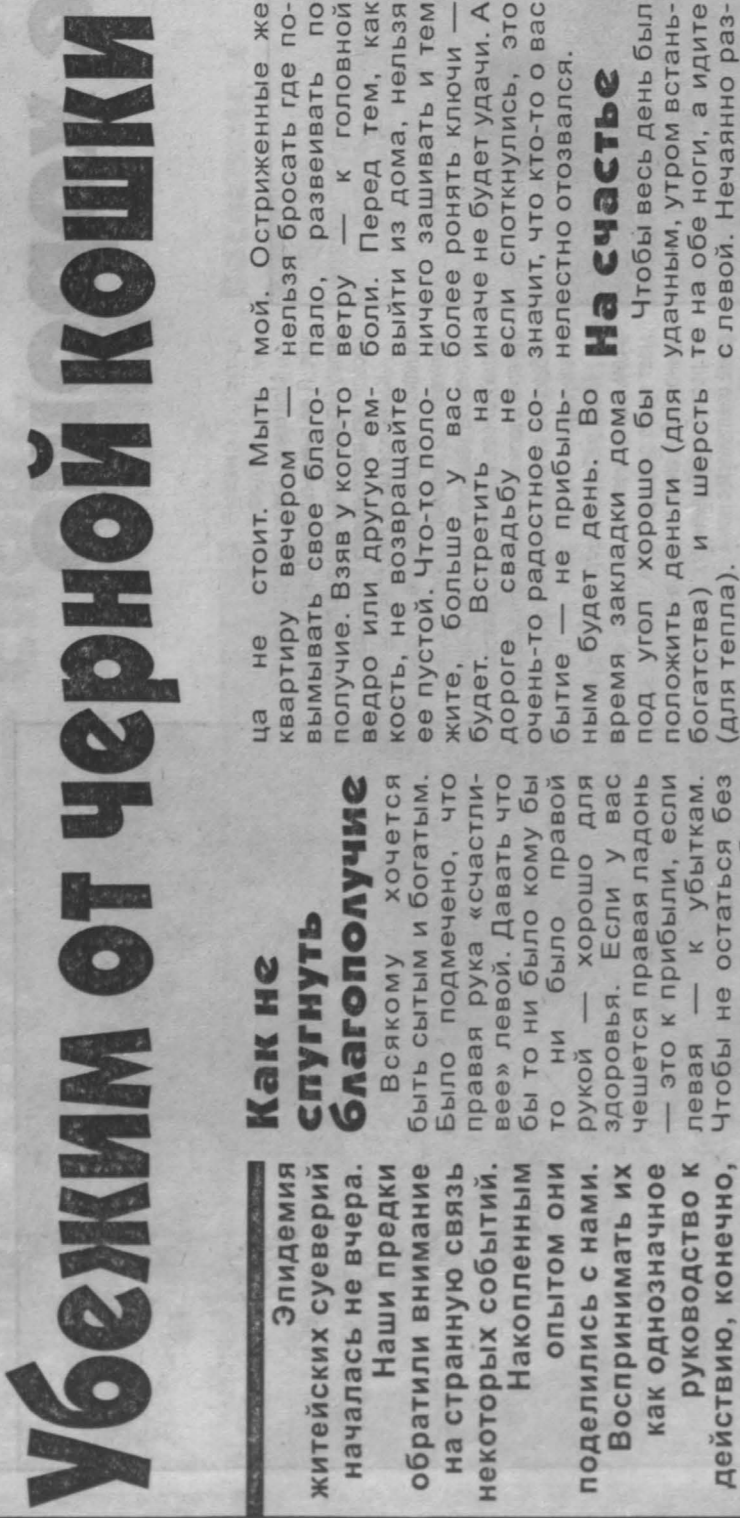 Убежим от черной кошки
Эпидемия
житейских суеверий
началась не вчера.
Наши предки
обратили внимание
на странную связь
некоторых событий.
Накопленным
опытом они
поделились с нами.
Воспринимать их
как однозначное
руководство к
действию, конечно,
Как не
спугнуть
благополучие
Всякому хочется
быть сытым и богатым.
Было подмечено, что
правая рука «счастли-
вее» левой. Давать что
бы то ни было кому бы
то ни было правой
рукой — хорошо для
здоровья. Если у вас
чешется правая ладонь
— это к прибыли, если
левая — к убыткам.
Чтобы не остаться без
ца не стоит. Мыть
квартиру вечером —
вымывать свое благо-
получие. Взяв у кого-то
ведро или другую ем-
кость, не возвращайте
ее пустой. Что-то поло-
жите, больше у вас
будет. Встретить на
дороге свадьбу не
очень-то радостное со-
бытие — не прибыль-
ным будет день. Во
время закладки дома
под угол хорошо бы
положить деньги (для
богатства) и шерсть
(для тепла).
мой. Остриженные же
нельзя бросать где по-
пало, развеивать по
ветру — к головной
боли. Перед тем, как
выйти из дома, нельзя
ничего зашивать и тем
более ронять ключи —
иначе не будет удачи. А
если споткнулись, это
значит, что кто-то о вас
нелестно отозвался.
На счастье
Чтобы весь день был
удачным, утром встань-
те на обе ноги, а идите
с левой. Нечаянно раз-